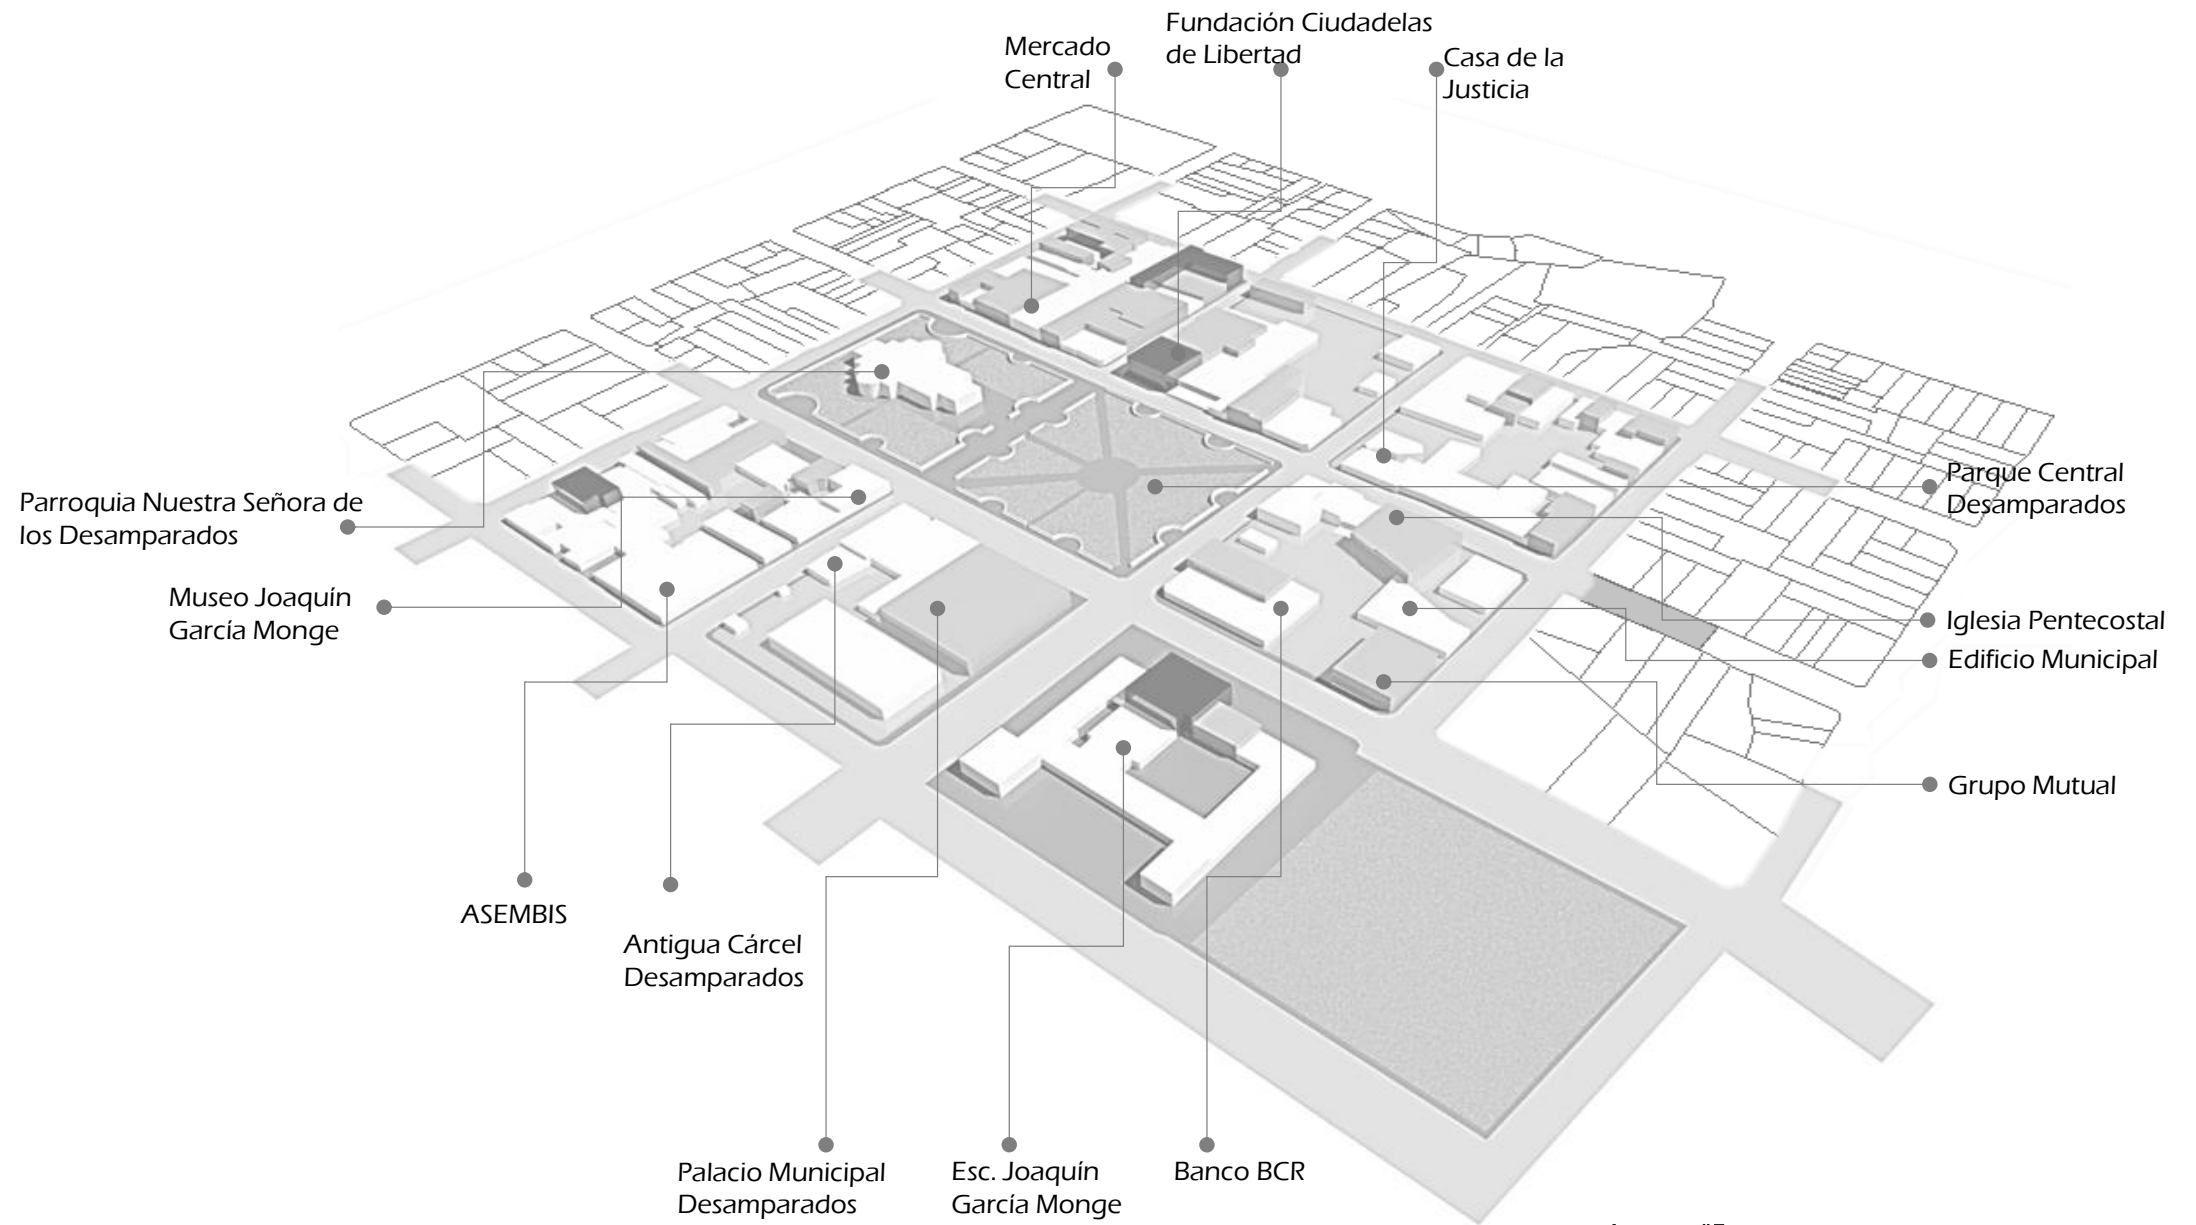 Fundación Ciudadelas
de Libertad
Mercado
Central
Casa de la
Justicia
Parque Central
Desamparados
Parroquia Nuestra Señora de
los Desamparados
Museo Joaquín
García Monge
Iglesia Pentecostal
Edificio Municipal
Grupo Mutual
ASEMBIS
Antigua Cárcel
Desamparados
Palacio Municipal
Desamparados
Esc. Joaquín
García Monge
Banco BCR